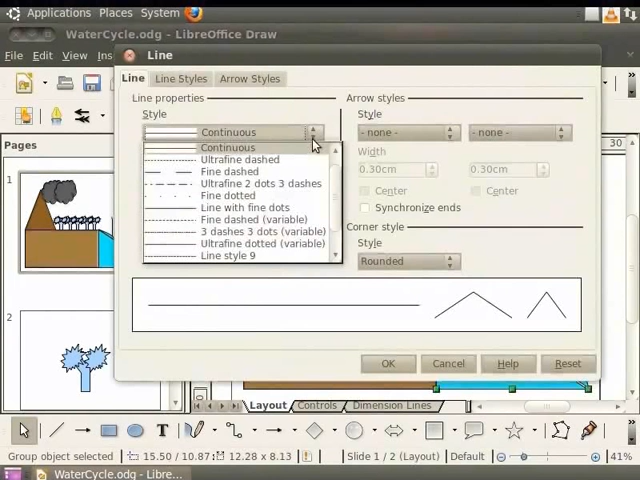 Applications Places System
WaterCycle.odg - LibreOffice Draw
File Edit View Ins
Line
Line Line Styles Arrow Styles
Line properties
Arrow styles
Style
Style
Continuous
- none -
- none -
Continuous
Ultrafine dashed
Fine dashed
Ultrafine 2 dots 3 dashes
Fine dotted
Line with fine dots
Fine dashed (variable)
3 dashes 3 dots (variable)
Ultrafine dotted (variable)
Line style 9
Width
0.30cm
0.30cm
Center
Center
Synchronize ends
Corner style
Style
Rounded
OK Cancel Help Reset
Pages
1
2
30
Layout Controls Dimension Lines
Group object selected 15.50 / 10.87 12.28 x 8.13 Slide 1 / 2 (Layout) Default 41%
WaterCycle.odg - Libre...